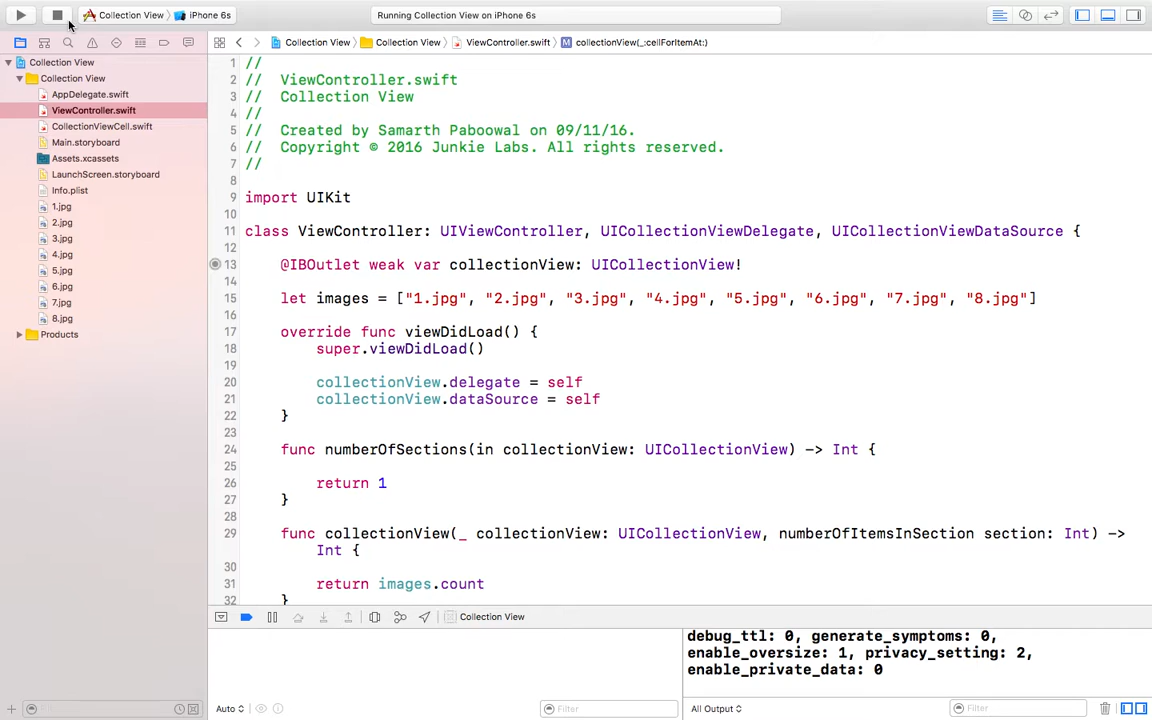 Collection View iPhone 6s Running Collection View on iPhone 6s
Collection View Collection View ViewController.swift M collectionView(_:cellForItemAt:)
Collection View
Collection View
AppDelegate.swift
ViewController.swift
CollectionViewCell.swift
Main.storyboard
Assets.xcassets
LaunchScreen.storyboard
Info.plist
1.jpg
2.jpg
3.jpg
4.jpg
5.jpg
6.jpg
7.jpg
8.jpg
Products
1 //
2 // ViewController.swift
3 // Collection View
4 //
5 // Created by Samarth Paboowal on 09/11/16.
6 // Copyright © 2016 Junkie Labs. All rights reserved.
7 //
8
9 import UIKit
10
11 class ViewController: UIViewController, UICollectionViewDelegate, UICollectionViewDataSource {
12
13 @IBOutlet weak var collectionView: UICollectionView!
14
15 let images = ["1.jpg", "2.jpg", "3.jpg", "4.jpg", "5.jpg", "6.jpg", "7.jpg", "8.jpg"]
16
17 override func viewDidLoad() {
18 super.viewDidLoad()
19
20 collectionView.delegate = self
21 collectionView.dataSource = self
22 }
23
24 func numberOfSections(in collectionView: UICollectionView) -> Int {
25
26 return 1
27 }
28
29 func collectionView(_ collectionView: UICollectionView, numberOfItemsInSection section: Int) ->
Int {
30
31 return images.count
32 }
Collection View
debug_ttl: 0, generate_symptoms: 0,
enable_oversize: 1, privacy_setting: 2,
enable_private_data: 0
Auto Filter All Output Filter